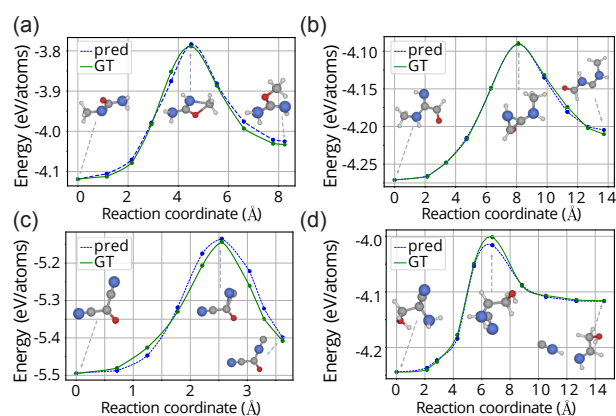 (a)
Energy (eV/atoms)
-3.8
-3.9
-4.0
-4.1
pred
GT
0 1 2 3 4 5 6 7 8
Reaction coordinate (Å)
(b)
Energy (eV/atoms)
-4.10
-4.15
-4.20
-4.25
pred
GT
0 2 4 6 8 10 12 14
Reaction coordinate (Å)
(c)
Energy (eV/atoms)
-5.2
-5.3
-5.4
-5.5
pred
GT
0 1 2 3
Reaction coordinate (Å)
(d)
Energy (eV/atoms)
-4.0
-4.1
-4.2
pred
GT
0 2 4 6 8 10 12 14
Reaction coordinate (Å)